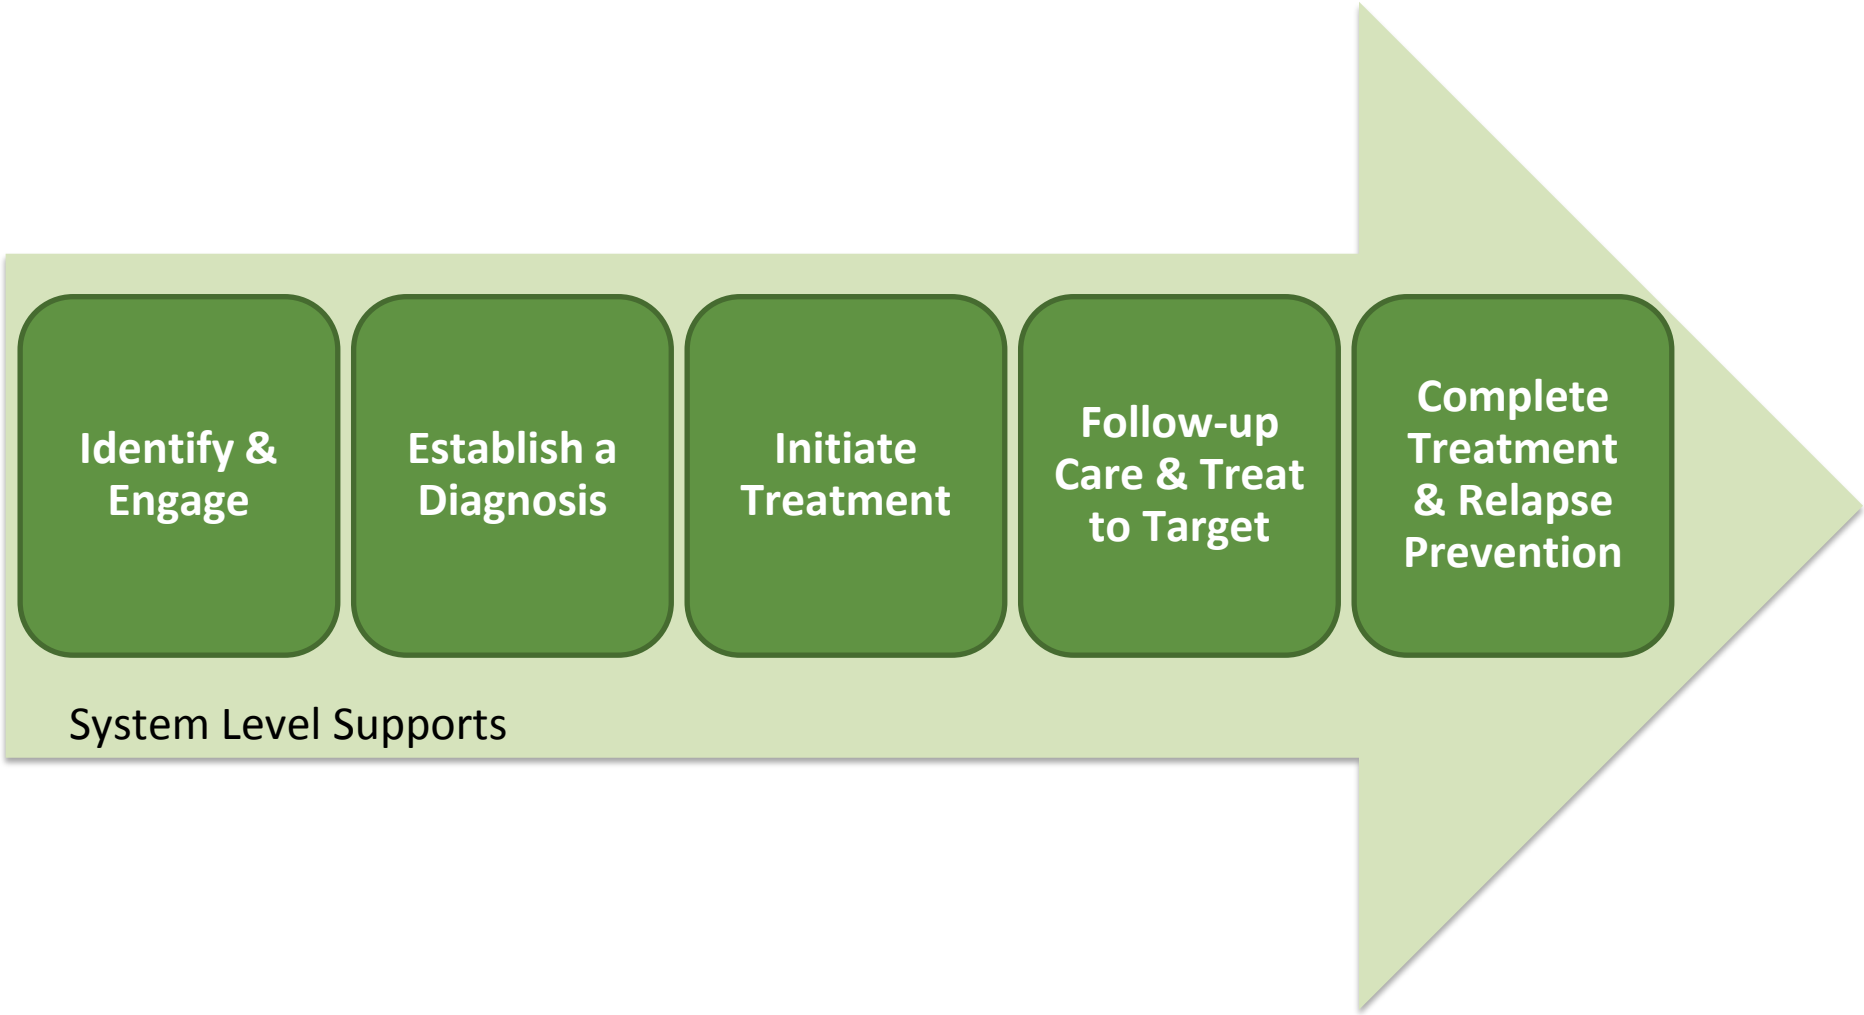 Identify &
Engage
Establish a
Diagnosis
Initiate
Treatment
Follow-up
Care & Treat
to Target
Complete
Treatment
& Relapse
Prevention
System Level Supports